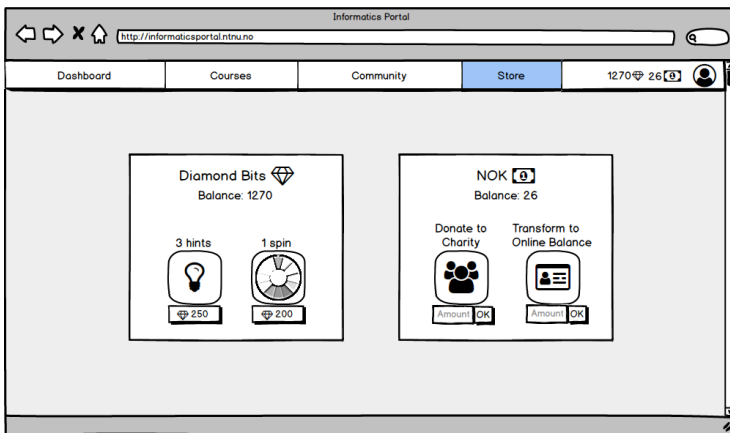 Informatics Portal
http://informaticsportal.ntnu.no
Dashboard
Courses
Community
Store
1270 26
Diamond Bits
Balance: 1270
3 hints
1 spin
250
200
NOK
Balance: 26
Donate to
Charity
Transform to
Online Balance
Amount OK
Amount OK